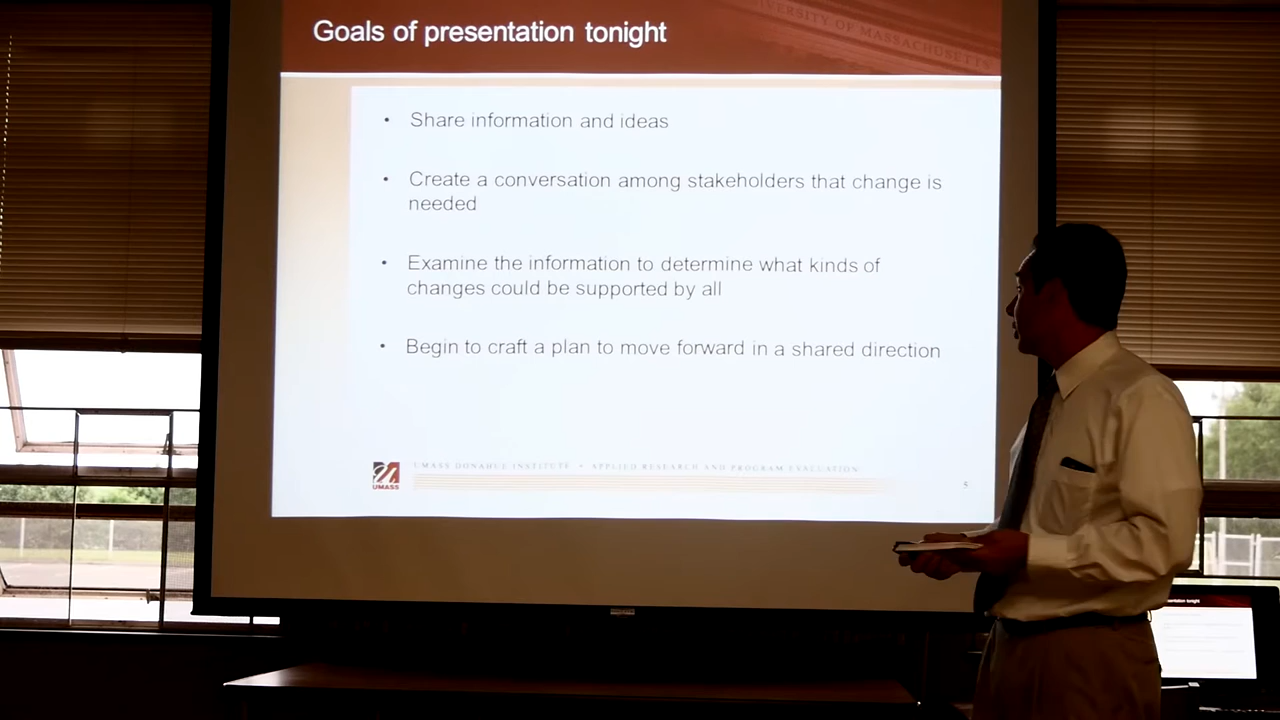 UNIVERSITY OF MASSACHUSETTS
Goals of presentation tonight
• Share information and ideas
• Create a conversation among stakeholders that change is
needed
• Examine the information to determine what kinds of
changes could be supported by all
• Begin to craft a plan to move forward in a shared direction
UMASS
UMASS DONAHUE INSTITUTE • APPLIED RESEARCH AND PROGRAM EVALUATION
5